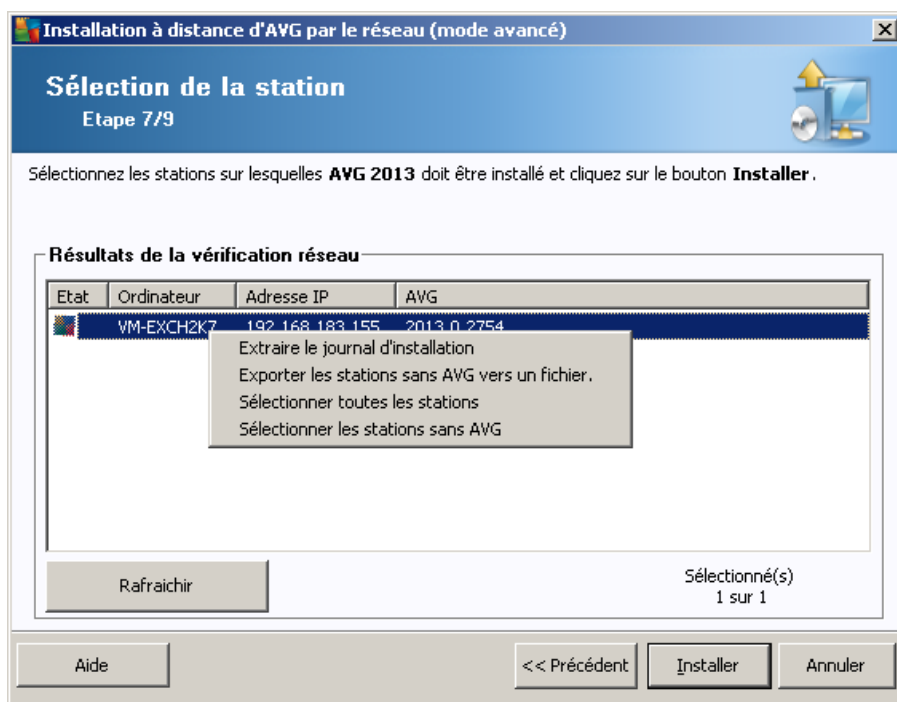 Installation à distance d'AVG par le réseau (mode avancé)
Sélection de la station
Etape 7/9
Sélectionnez les stations sur lesquelles AVG 2013 doit être installé et cliquez sur le bouton Installer.
Résultats de la vérification réseau
Etat Ordinateur Adresse IP AVG
VM-EXCH2K7 192.168.183.155 2013.0.2754
Extraire le journal d'installation
Exporter les stations sans AVG vers un fichier.
Sélectionner toutes les stations
Sélectionner les stations sans AVG
Rafraichir
Sélectionné(s)
1 sur 1
Aide << Précédent Installer Annuler